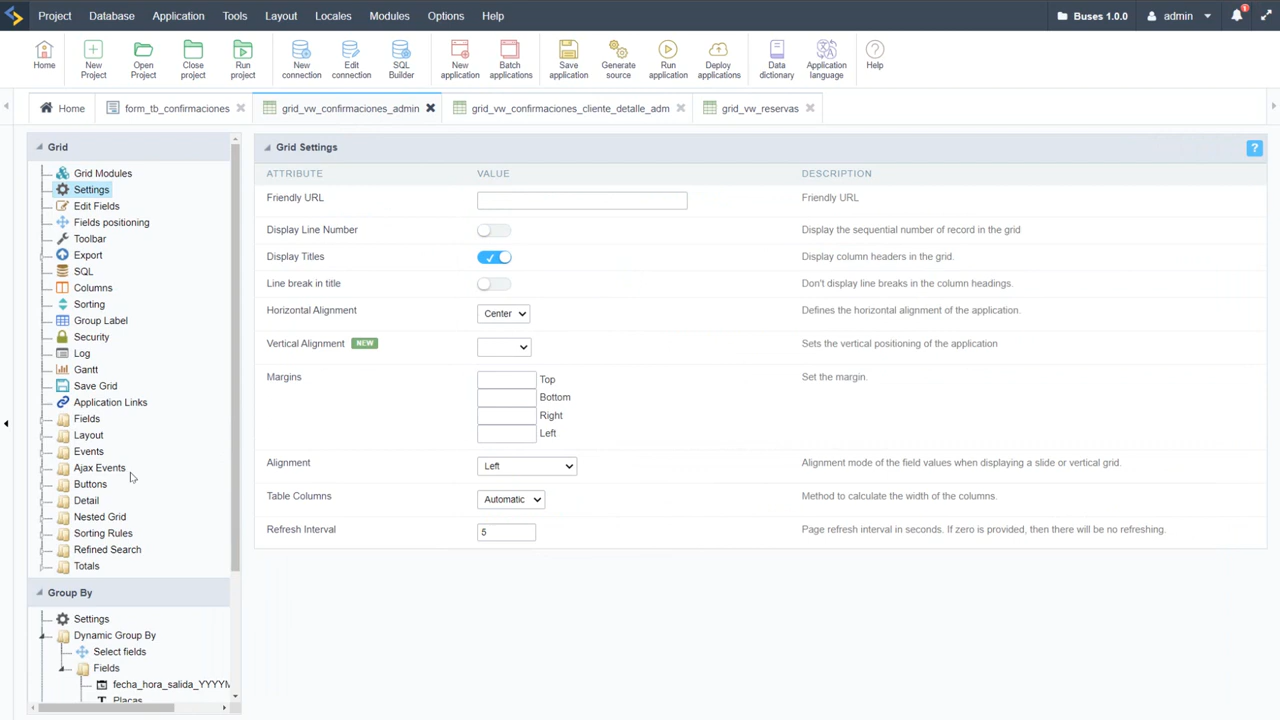 Project Database Application Tools Layout Locales Modules Options Help Buses 1.0.0 admin 1
Home New Project Open Project Close project Run project New connection Edit connection SQL Builder New application Batch applications Save application Generate source Run application Deploy applications Data dictionary Application language Help
Home form_tb_confirmaciones grid_vw_confirmaciones_admin grid_vw_confirmaciones_cliente_detalle_adm grid_vw_reservas
Grid
Grid Modules
Settings
Edit Fields
Fields positioning
Toolbar
Export
SQL
Columns
Sorting
Group Label
Security
Log
Gantt
Save Grid
Application Links
Fields
Layout
Events
Ajax Events
Buttons
Detail
Nested Grid
Sorting Rules
Refined Search
Totals
Group By
Settings
Dynamic Group By
Select fields
Fields
fecha_hora_salida_YYYYM
Placas
Grid Settings ?
ATTRIBUTE VALUE DESCRIPTION
Friendly URL Friendly URL
Display Line Number Display the sequential number of record in the grid
Display Titles Display column headers in the grid.
Line break in title Don't display line breaks in the column headings.
Horizontal Alignment Center Defines the horizontal alignment of the application.
Vertical Alignment NEW Sets the vertical positioning of the application
Margins Top Set the margin.
Bottom
Right
Left
Alignment Left Alignment mode of the field values when displaying a slide or vertical grid.
Table Columns Automatic Method to calculate the width of the columns.
Refresh Interval 5 Page refresh interval in seconds. If zero is provided, then there will be no refreshing.